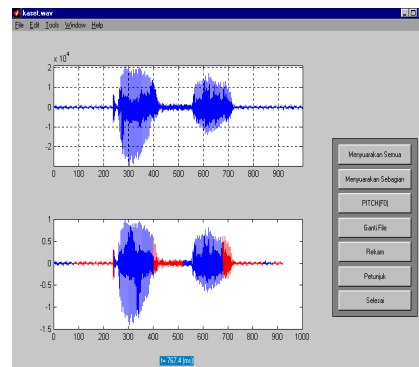 kaset.wav
File Edit Tools Window Help
x 10^4
2
1
0
-1
-2
0 100 200 300 400 500 600 700 800 900
1
0.5
0
-0.5
-1
-1.5
0 100 200 300 400 500 600 700 800 900 1000
t= 767.4 (ms)
Menyuarakan Semua
Menyuarakan Sebagian
PITCH(F0)
Ganti File
Rekam
Petunjuk
Selesai